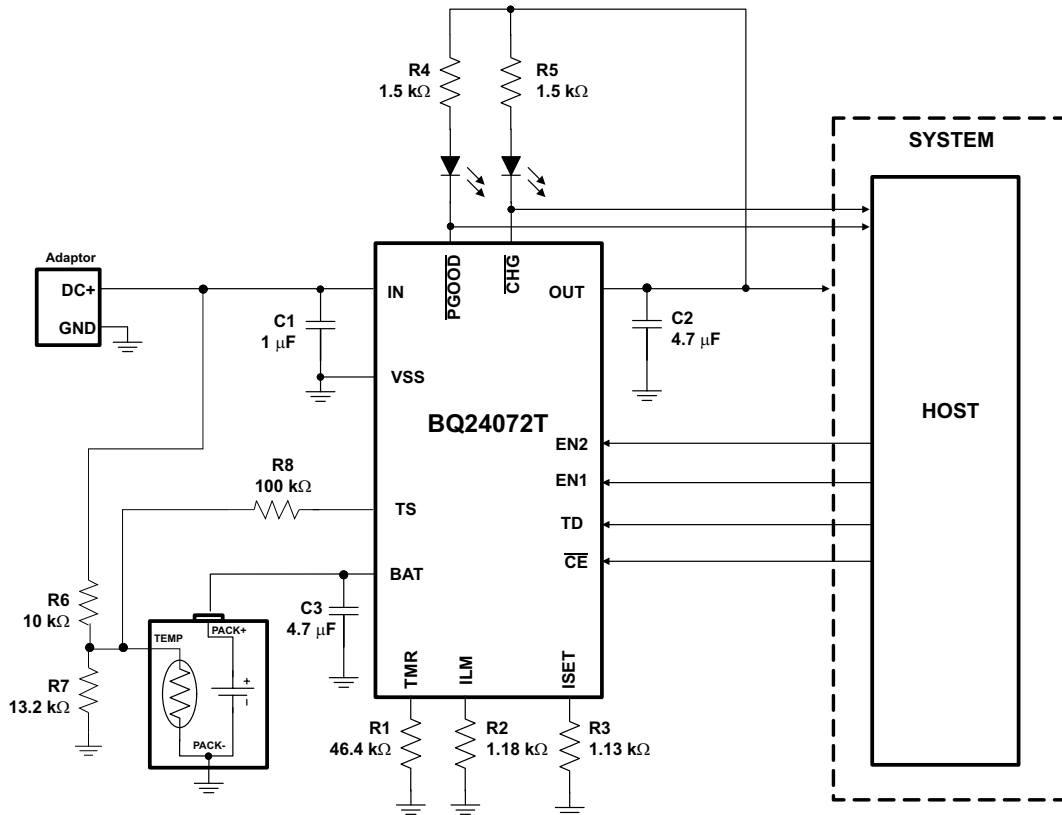 R4
1.5 kΩ
R5
1.5 kΩ
SYSTEM
Adaptor
DC+
GND
C1
1 μF
IN
PGOOD
CHG
OUT
C2
4.7 μF
VSS
BQ24072T
HOST
EN2
EN1
TD
CE
R8
100 kΩ
TS
BAT
R6
10 kΩ
C3
4.7 μF
TEMP
PACK+
+
–
R7
13.2 kΩ
PACK-
TMR
ILM
ISET
R1
46.4 kΩ
R2
1.18 kΩ
R3
1.13 kΩ